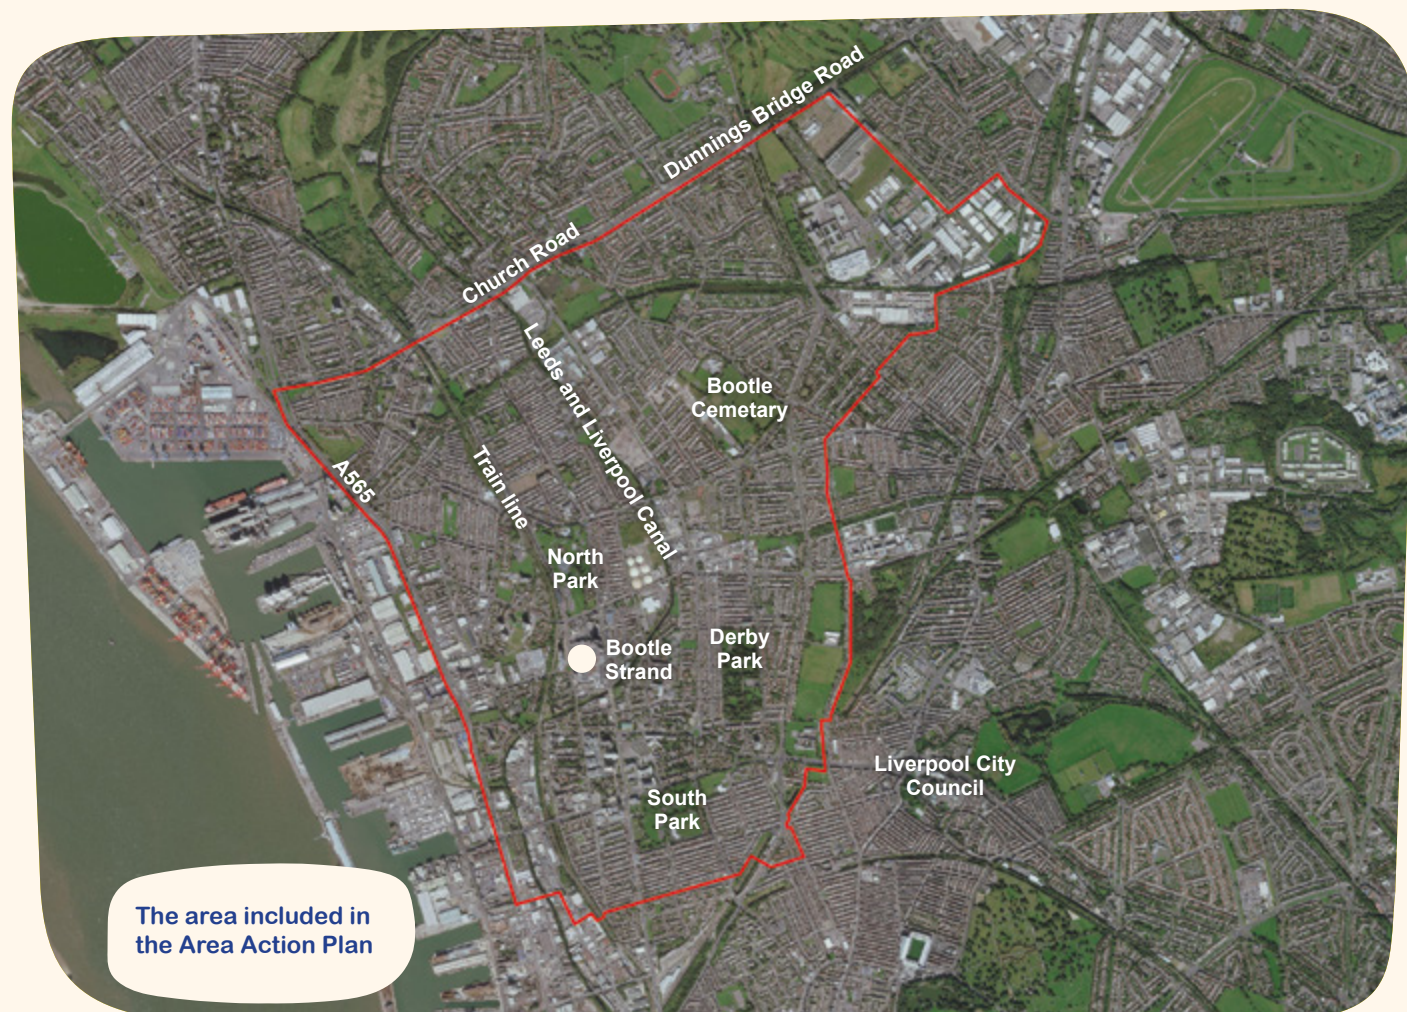 Dunnings Bridge Road
Church Road
Leeds and Liverpool Canal
Bootle
Cemetary
A565
Train line
North
Park
Bootle
Strand
Derby
Park
Liverpool City
Council
South
Park
The area included in
the Area Action Plan